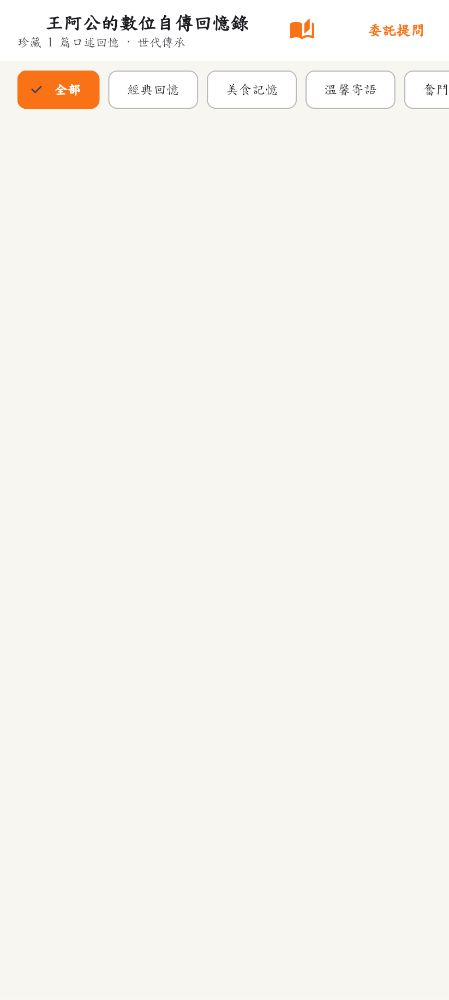 王阿公的數位自傳回憶錄
珍藏 1 篇口述回憶 · 世代傳承
委託提問
全部
經典回憶
美食記憶
溫馨寄語
奮鬥